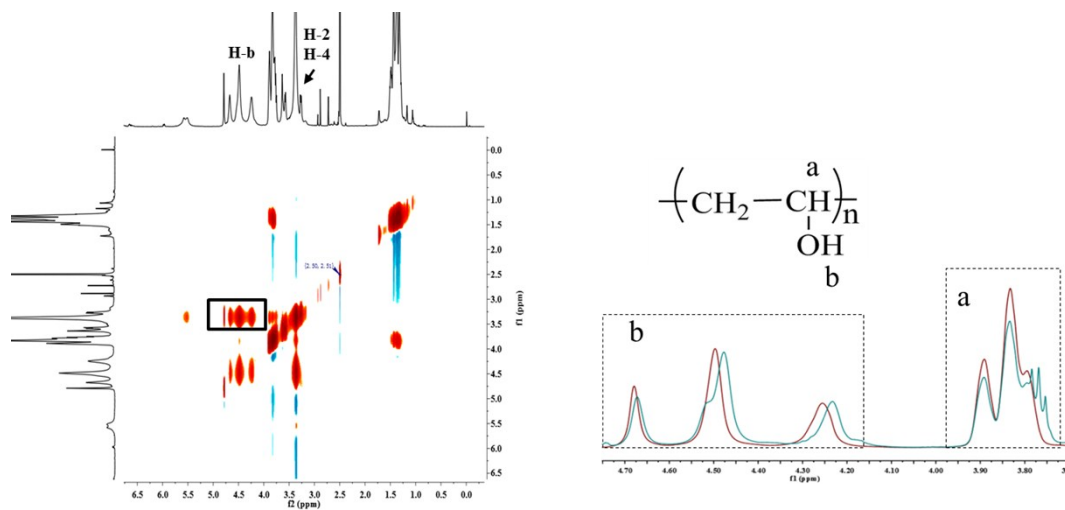 H-b
H-2
H-4
0.0
0.5
1.0
1.5
2.0
2.5
3.0
3.5
4.0
4.5
5.0
5.5
6.0
6.5
f1 (ppm)
(2.50, 2.51)
6.5 6.0 5.5 5.0 4.5 4.0 3.5 3.0 2.5 2.0 1.5 1.0 0.5 0.0
f2 (ppm)
a
(CH2—CH)n
OH
b
b
a
4.70 4.60 4.50 4.40 4.30 4.20 4.10 4.00 3.90 3.80 3.7
f1 (ppm)